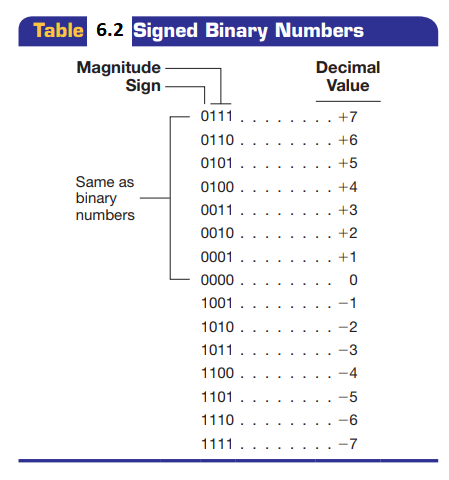 Table 6.2 Signed Binary Numbers
Magnitude
Sign
Decimal
Value
Same as
binary
numbers
0111 . . . . . . . . +7
0110 . . . . . . . . +6
0101 . . . . . . . . +5
0100 . . . . . . . . +4
0011 . . . . . . . . +3
0010 . . . . . . . . +2
0001 . . . . . . . . +1
0000 . . . . . . . . 0
1001 . . . . . . . . −1
1010 . . . . . . . . −2
1011 . . . . . . . . −3
1100 . . . . . . . . −4
1101 . . . . . . . . −5
1110 . . . . . . . . −6
1111 . . . . . . . . −7